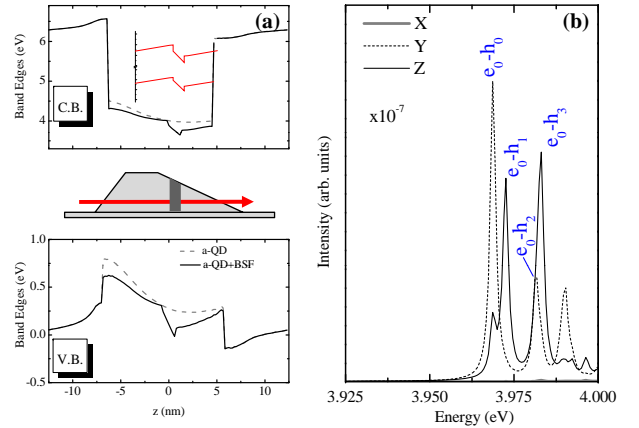 (a)
6
5
4
Band Edges (eV)
C.B.
1.0
0.5
0.0
-0.5
Band Edges (eV)
a-QD
a-QD+BSF
V.B.
-10
-5
0
5
10
z (nm)
(b)
X
Y
Z
x10-7
e0-h0
e0-h1
e0-h2
e0-h3
Intensity (arb. units)
3.925
3.950
3.975
4.000
Energy (eV)